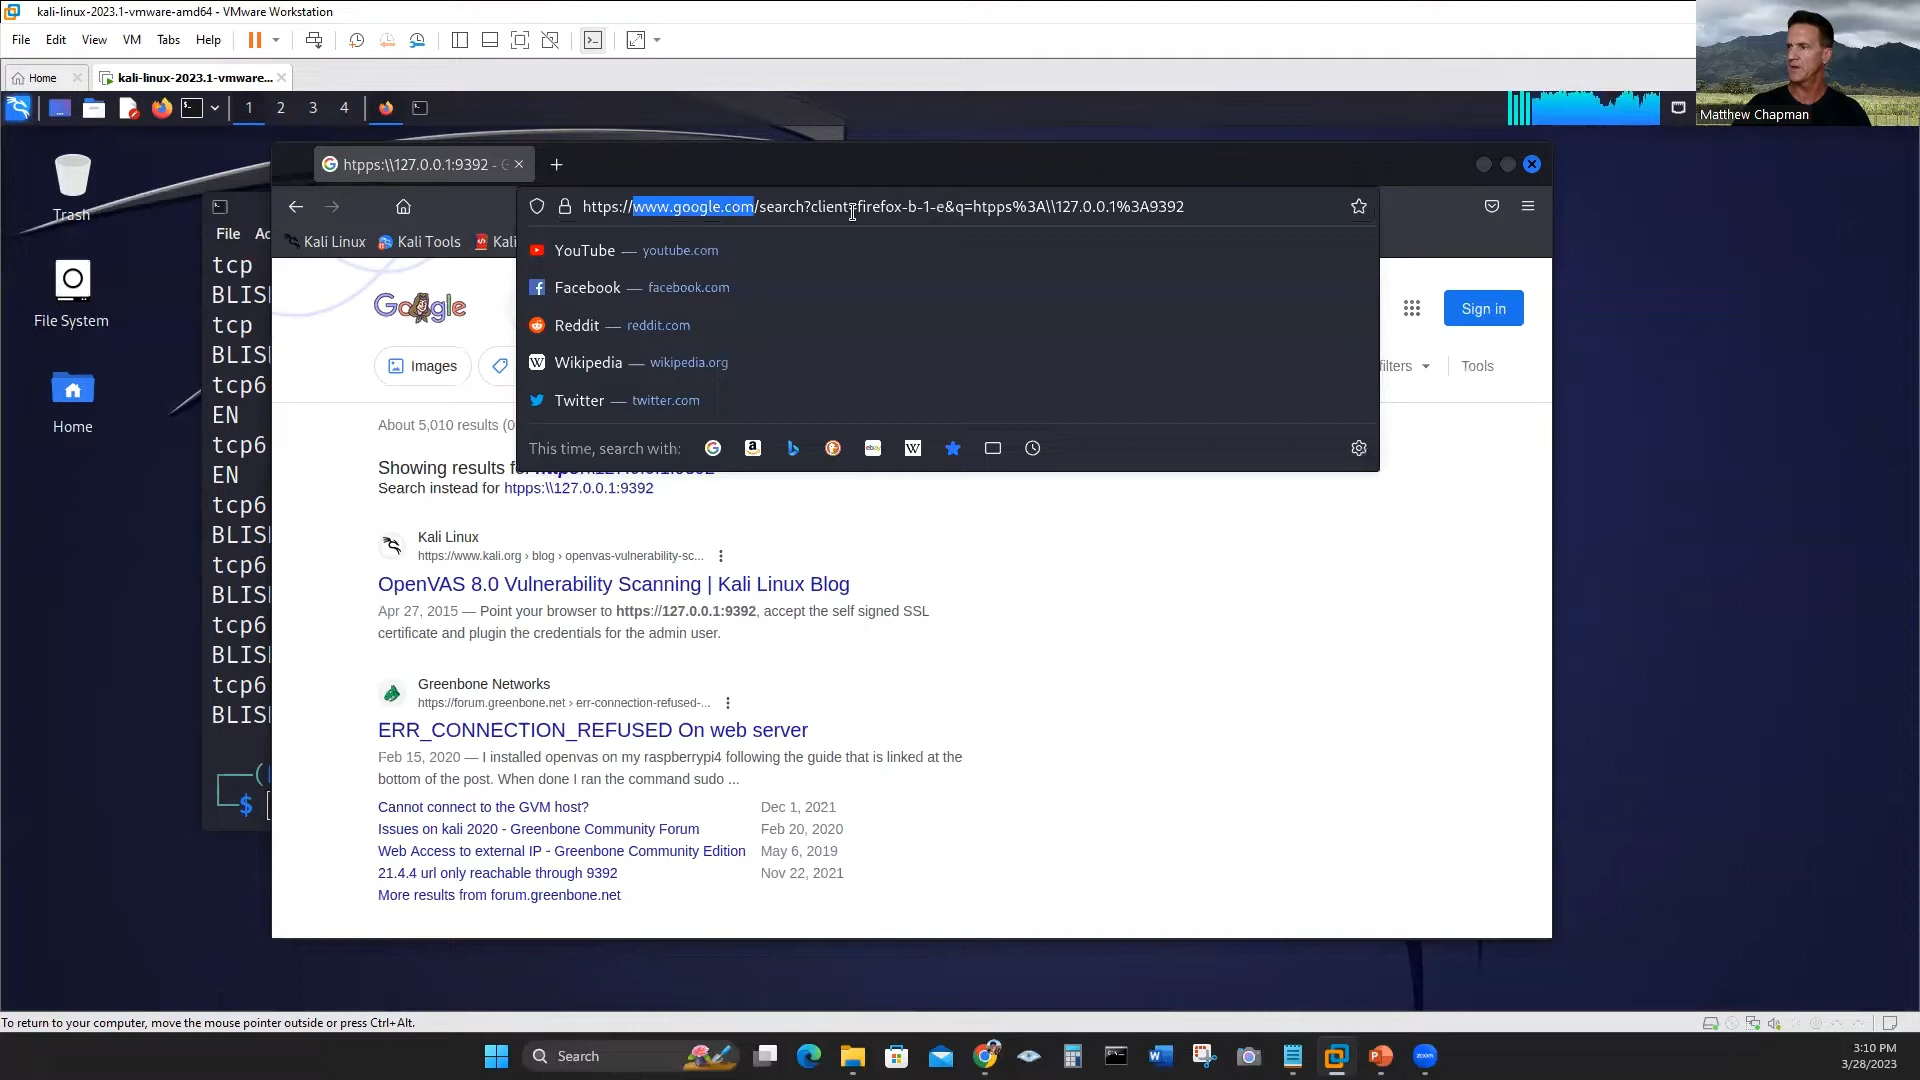 kali-linux-2023.1-vmware-amd64 - VMware Workstation
File Edit View VM Tabs Help
Home
kali-linux-2023.1-vmware...
1 2 3 4
Matthew Chapman
Trash
File System
Home
File
tcp
tcp
tcp6
EN
tcp6
EN
tcp6
tcp6
tcp6
tcp6
$
htpps:\\127.0.0.1:9392 -
https://www.google.com/search?client=firefox-b-1-e&q=htpps%3A\\127.0.0.1%3A9392
Kali Linux Kali Tools Kali
YouTube — youtube.com
Facebook — facebook.com
Reddit — reddit.com
Wikipedia — wikipedia.org
Twitter — twitter.com
This time, search with:
Google
Sign in
Images
Tools
About 5,010 results (0
Showing results
Search instead for htpps:\\127.0.0.1:9392
Kali Linux
https://www.kali.org › blog › openvas-vulnerability-sc...
OpenVAS 8.0 Vulnerability Scanning | Kali Linux Blog
Apr 27, 2015 — Point your browser to https://127.0.0.1:9392, accept the self signed SSL
certificate and plugin the credentials for the admin user.
Greenbone Networks
https://forum.greenbone.net › err-connection-refused-...
ERR_CONNECTION_REFUSED On web server
Feb 15, 2020 — I installed openvas on my raspberrypi4 following the guide that is linked at the
bottom of the post. When done I ran the command sudo ...
Cannot connect to the GVM host? Dec 1, 2021
Issues on kali 2020 - Greenbone Community Forum Feb 20, 2020
Web Access to external IP - Greenbone Community Edition May 6, 2019
21.4.4 url only reachable through 9392 Nov 22, 2021
More results from forum.greenbone.net
To return to your computer, move the mouse pointer outside or press Ctrl+Alt.
Search
3:10 PM
3/28/2023